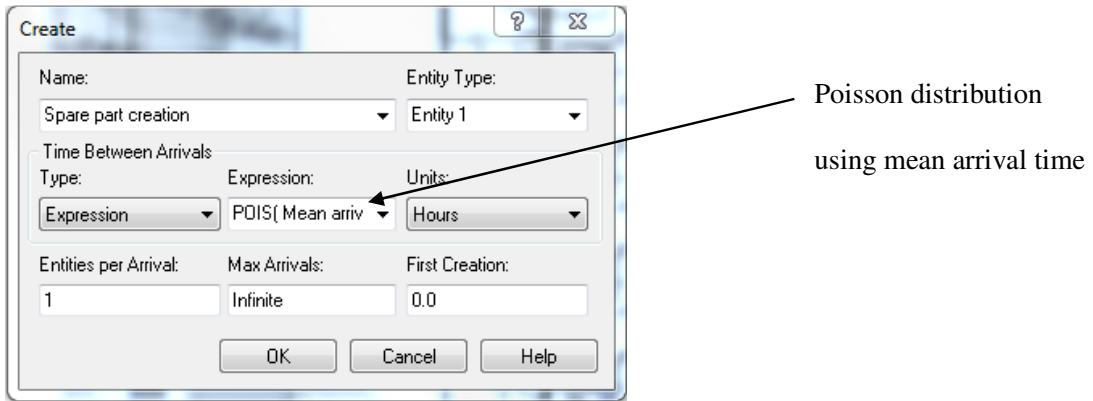 Create
Name:
Entity Type:
Spare part creation
Entity 1
Time Between Arrivals
Type:
Expression:
Units:
Expression
POIS( Mean arriv
Hours
Entities per Arrival:
Max Arrivals:
First Creation:
1
Infinite
0.0
OK
Cancel
Help
Poisson distribution
using mean arrival time